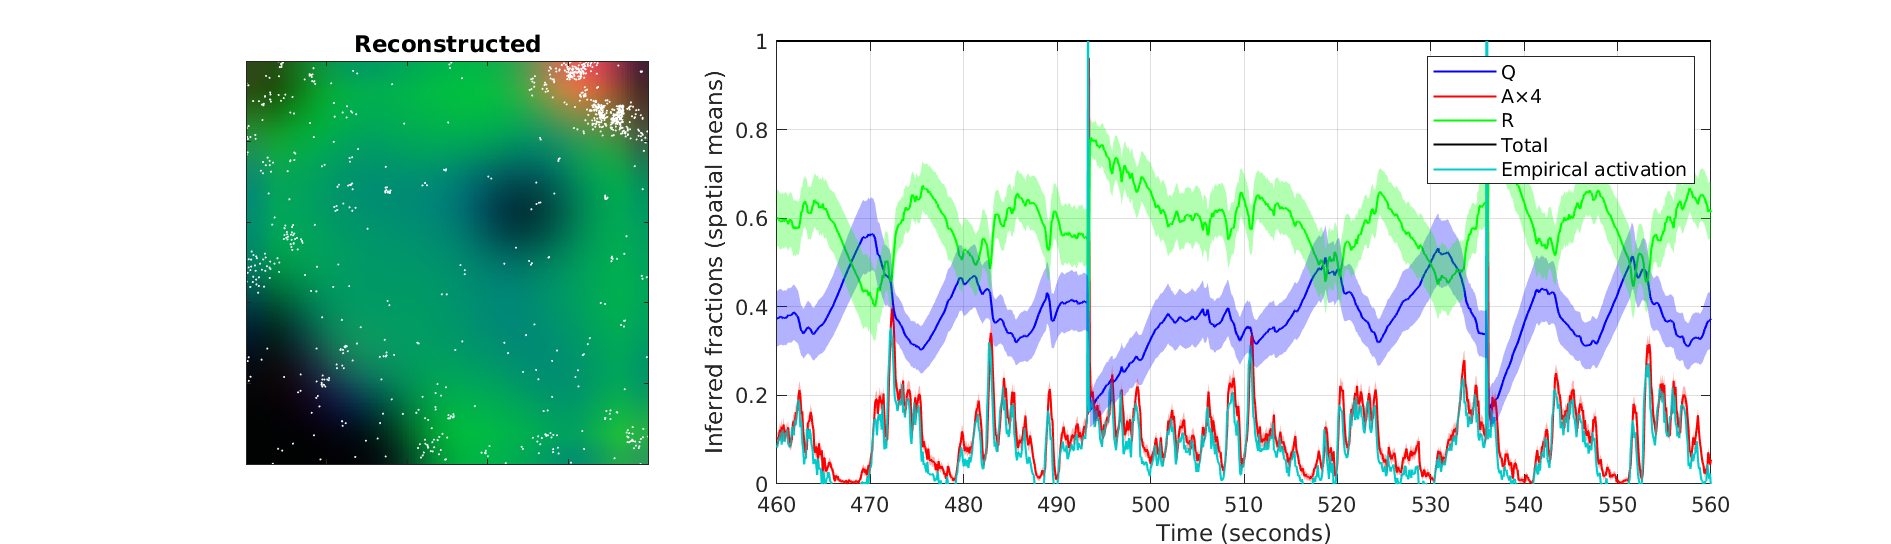 Reconstructed
Inferred fractions (spatial means)
1
0.8
0.6
0.4
0.2
0
460 470 480 490 500 510 520 530 540 550 560
Time (seconds)
Q
A×4
R
Total
Empirical activation